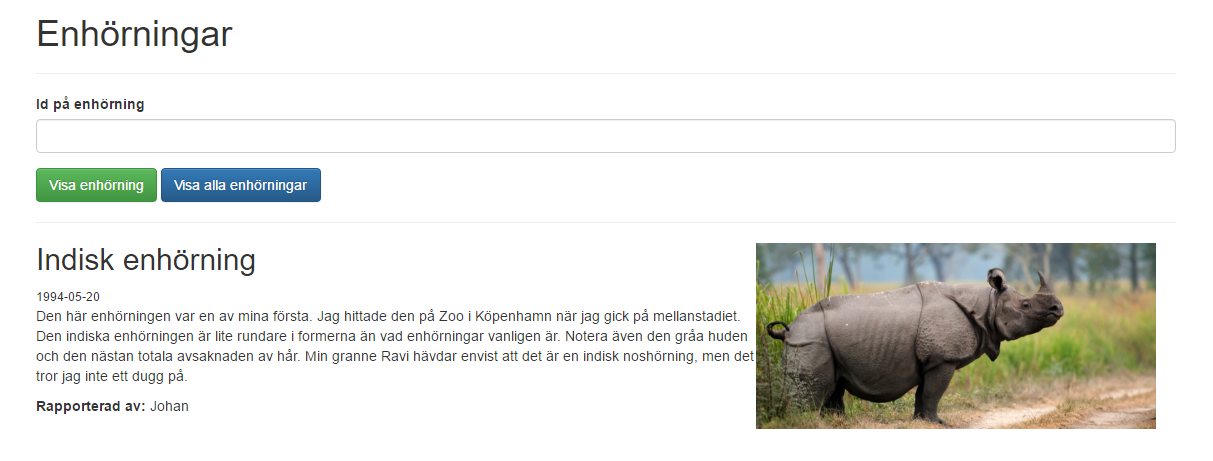 Enhörningar
Id på enhörning
Visa enhörning
Visa alla enhörningar
Indisk enhörning
1994-05-20
Den här enhörningen var en av mina första. Jag hittade den på Zoo i Köpenhamn när jag gick på mellanstadiet.
Den indiska enhörningen är lite rundare i formerna än vad enhörningar vanligen är. Notera även den gråa huden
och den nästan totala avsaknaden av hår. Min granne Ravi hävdar envist att det är en indisk noshörning, men det
tror jag inte ett dugg på.
Rapporterad av: Johan